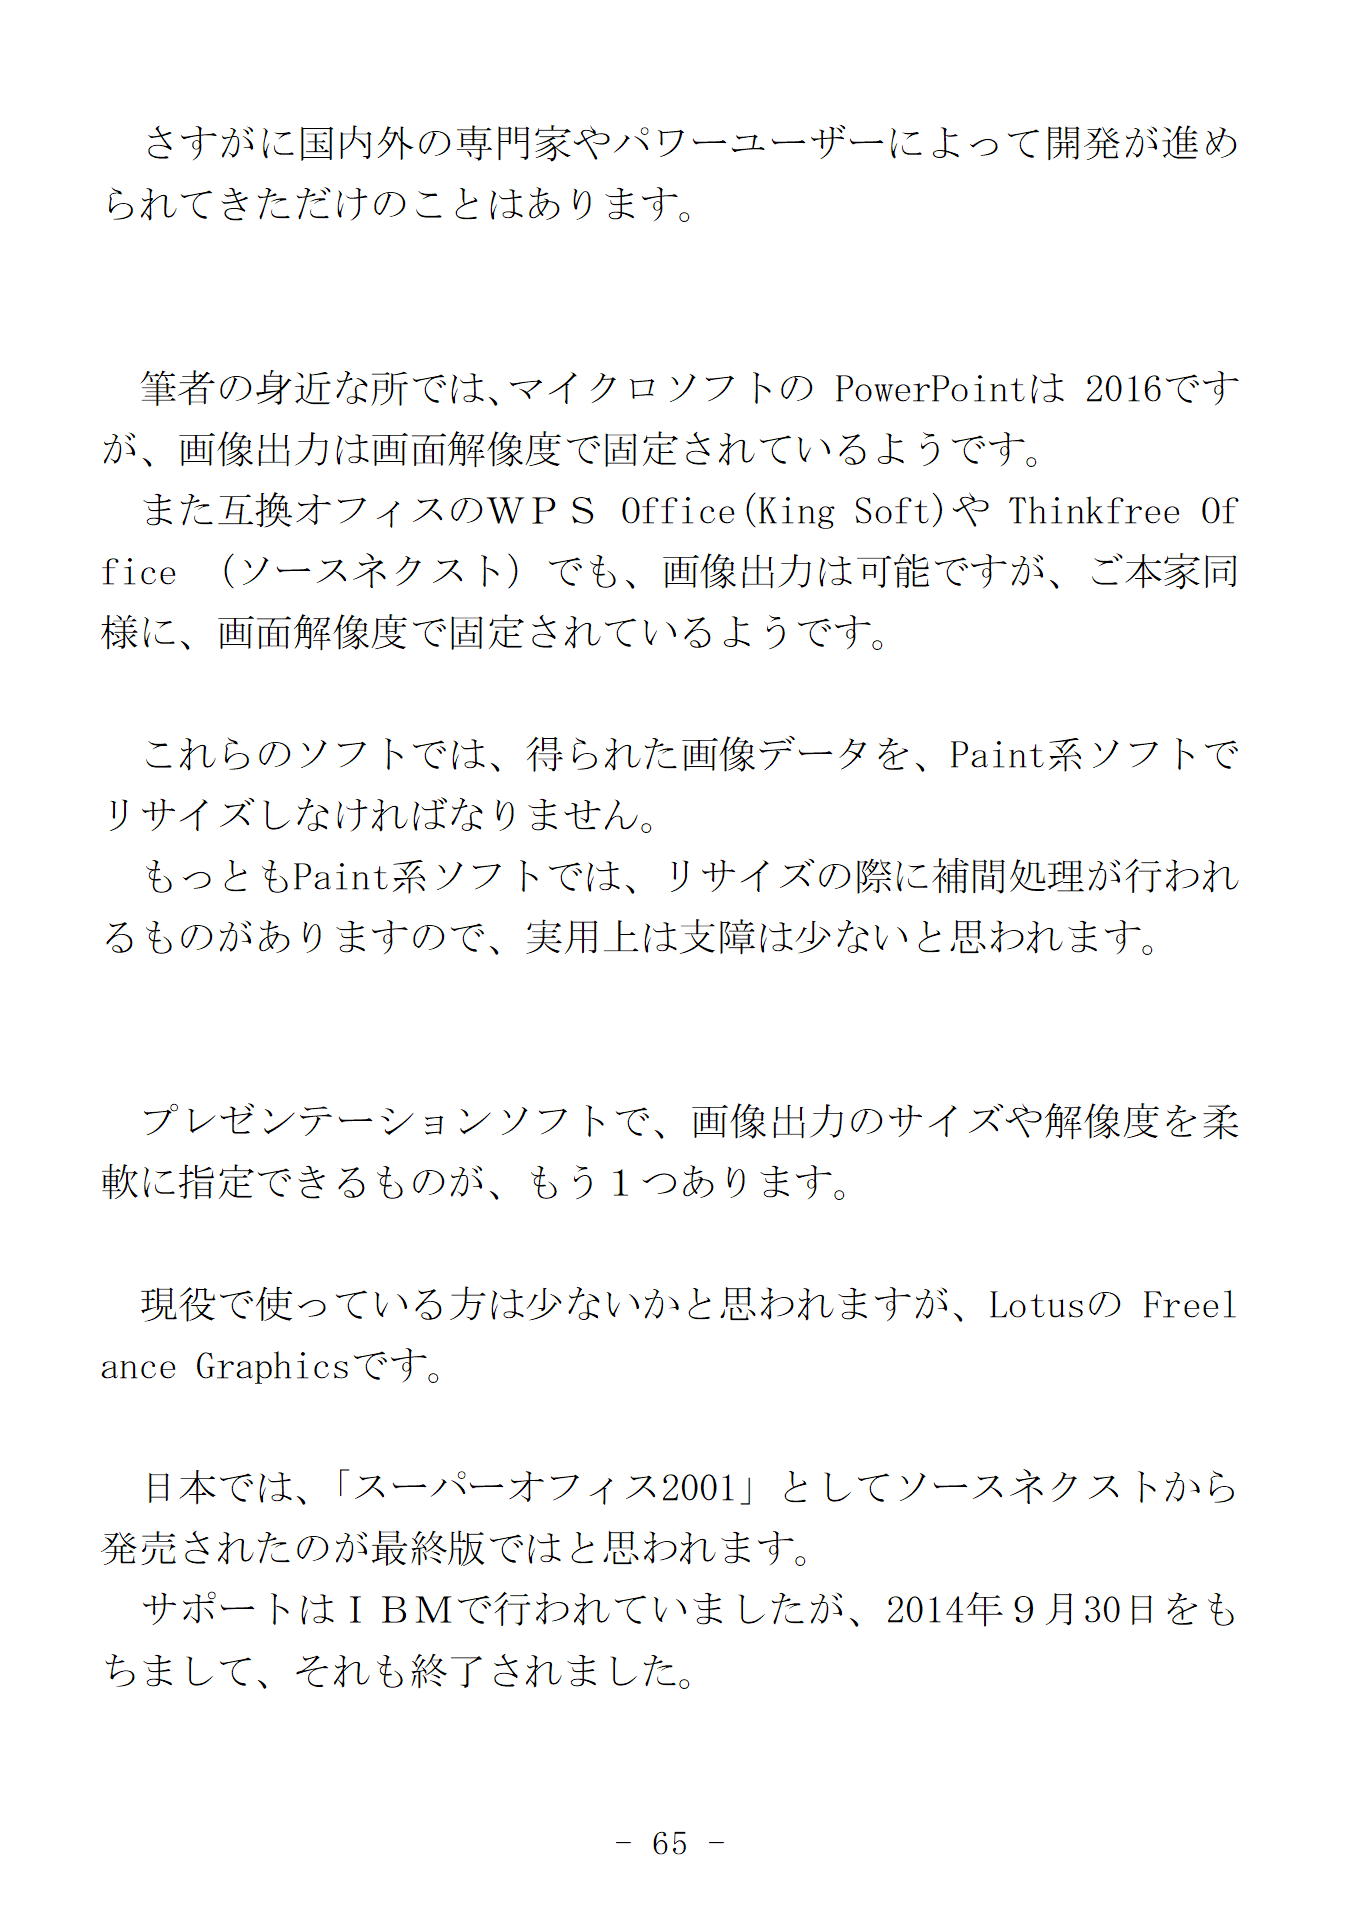 さすがに国内外の専門家やパワーユーザーによって開発が進め
られてきただけのことはあります。
　筆者の身近な所では、マイクロソフトの PowerPointは 2016です
が、画像出力は画面解像度で固定されているようです。
　また互換オフィスのＷＰＳ Office(King Soft)や Thinkfree Of
fice （ソースネクスト）でも、画像出力は可能ですが、ご本家同
様に、画面解像度で固定されているようです。
　これらのソフトでは、得られた画像データを、Paint系ソフトで
リサイズしなければなりません。
　もっともPaint系ソフトでは、リサイズの際に補間処理が行われ
るものがありますので、実用上は支障は少ないと思われます。
　プレゼンテーションソフトで、画像出力のサイズや解像度を柔
軟に指定できるものが、もう１つあります。
　現役で使っている方は少ないかと思われますが、Lotusの Freel
ance Graphicsです。
　日本では、「スーパーオフィス2001」としてソースネクストから
発売されたのが最終版ではと思われます。
　サポートはＩＢＭで行われていましたが、2014年９月30日をも
ちまして、それも終了されました。
- 65 -